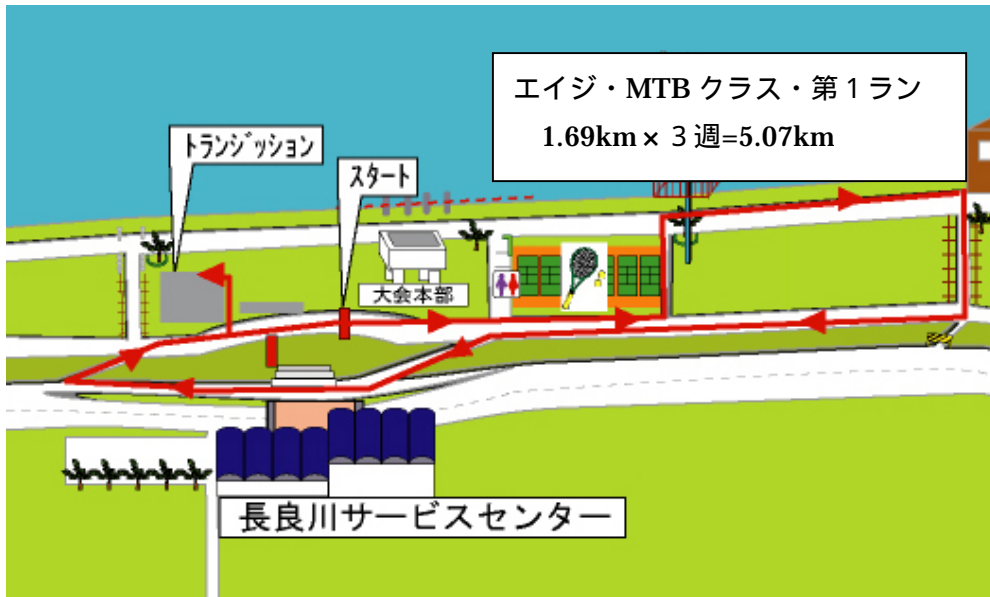 エイジ・MTB クラス・第１ラン
1.69km × ３週=5.07km
ﾄﾗﾝｼﾞｯｼｮﾝ
ｽﾀｰﾄ
大会本部
長良川サービスセンター